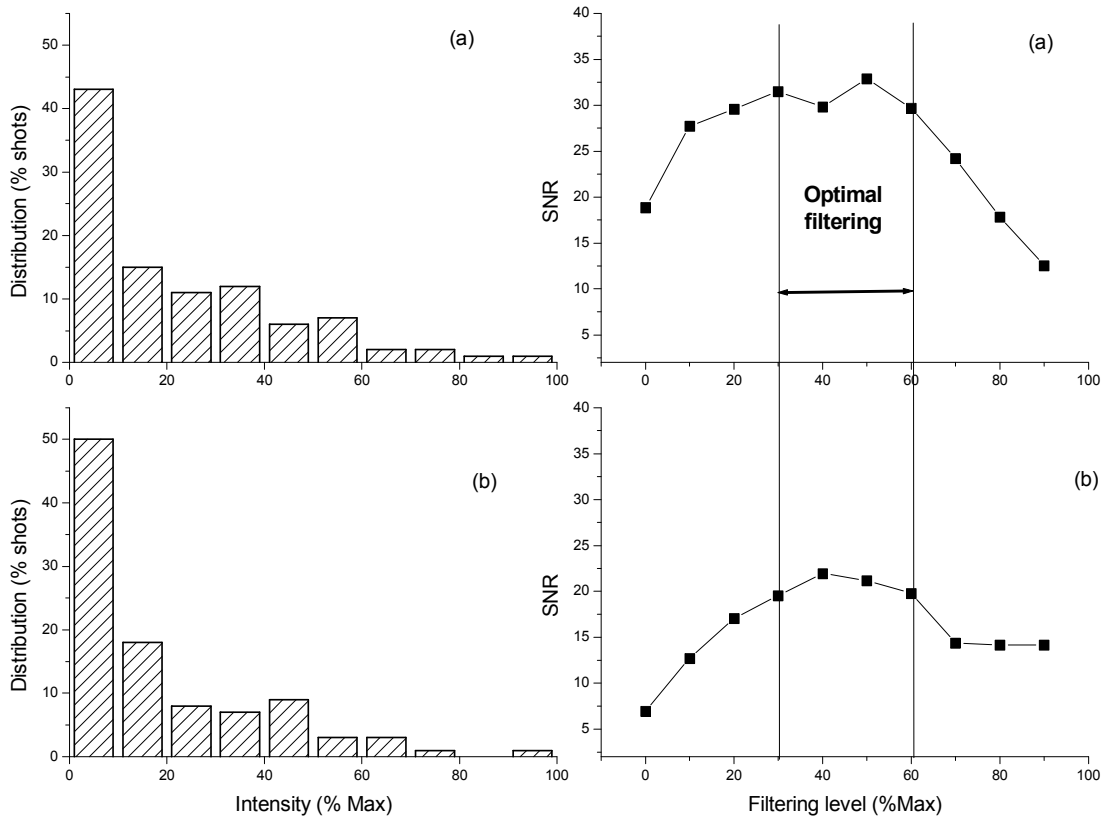 (a)
Distribution (% shots)
50
40
30
20
10
0
0 20 40 60 80 100
(a)
SNR
40
35
30
25
20
15
10
5
Optimal
filtering
0 20 40 60 80 100
(b)
Distribution (% shots)
50
40
30
20
10
0
0 20 40 60 80 100
Intensity (% Max)
(b)
SNR
40
35
30
25
20
15
10
5
0 20 40 60 80 100
Filtering level (%Max)